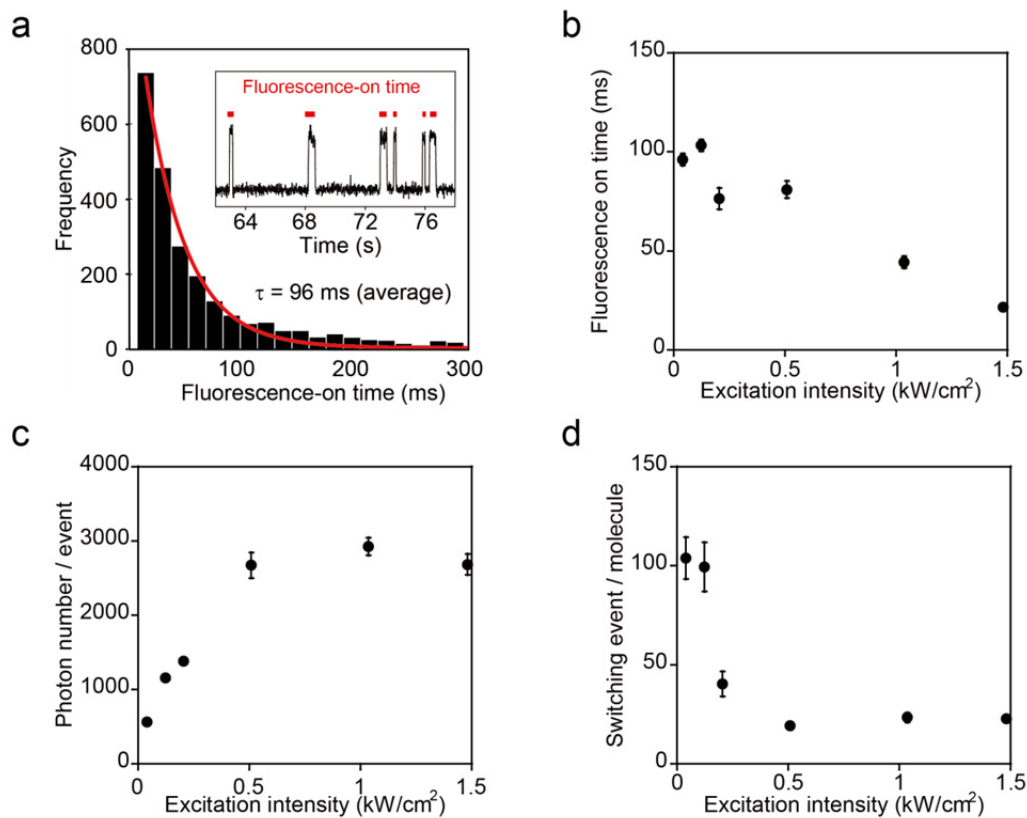 a
800
600
400
200
0
Frequency
0
100
200
300
Fluorescence-on time (ms)
Fluorescence-on time
64
68
72
76
Time (s)
τ = 96 ms (average)
b
150
100
50
0
Fluorescence on time (ms)
0
0.5
1
1.5
Excitation intensity (kW/cm²)
c
4000
3000
2000
1000
0
Photon number / event
0
0.5
1
1.5
Excitation intensity (kW/cm²)
d
150
100
50
0
Switching event / molecule
0
0.5
1
1.5
Excitation intensity (kW/cm²)